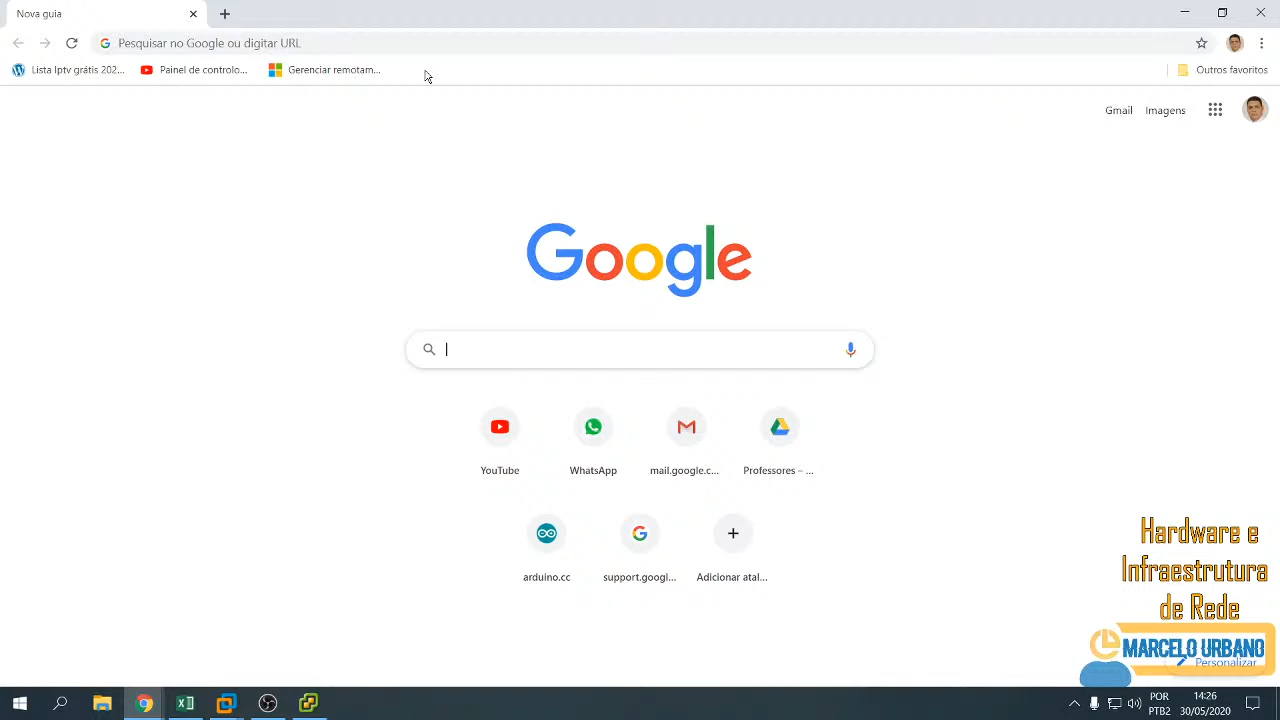 Nova guia
Pesquisar no Google ou digitar URL
Lista Iptv grátis 202...
Painel de controlo...
Gerenciar remotam...
Outros favoritos
Gmail
Imagens
Google
YouTube
WhatsApp
mail.google.c...
Professores – ...
arduino.cc
support.googl...
Adicionar atal...
Hardware e
Infraestrutura
de Rede
MARCELO URBANO
Personalizar
POR
PTB2
14:26
30/05/2020